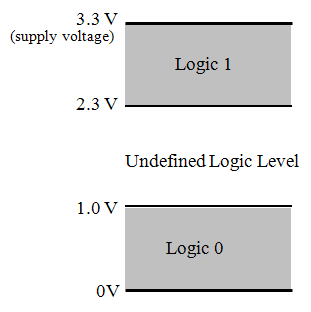 3.3 V
(supply voltage)
Logic 1
2.3 V
Undefined Logic Level
1.0 V
Logic 0
0V